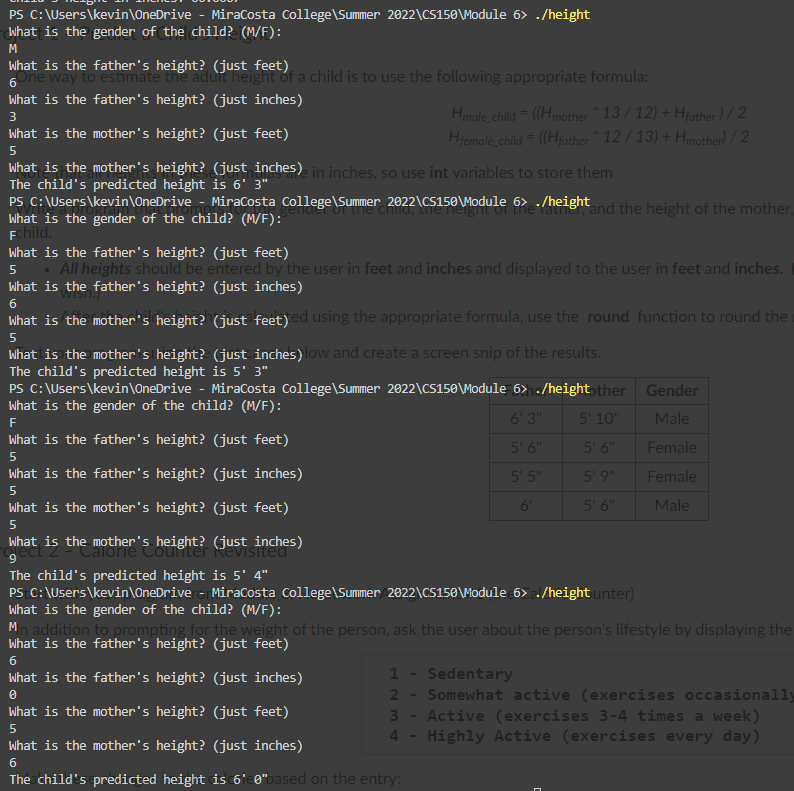 PS C:\Users\kevin\OneDrive - MiraCosta College\Summer 2022\CS150\Module 6> ./height
What is the gender of the child? (M/F):
M
What is the father's height? (just feet)
6
What is the father's height? (just inches)
3
What is the mother's height? (just feet)
5
What is the mother's height? (just inches)
The child's predicted height is 6' 3"
PS C:\Users\kevin\OneDrive - MiraCosta College\Summer 2022\CS150\Module 6> ./height
What is the gender of the child? (M/F):
F
What is the father's height? (just feet)
5
What is the father's height? (just inches)
6
What is the mother's height? (just feet)
5
What is the mother's height? (just inches)
The child's predicted height is 5' 3"
PS C:\Users\kevin\OneDrive - MiraCosta College\Summer 2022\CS150\Module 6> ./height
What is the gender of the child? (M/F):
F
What is the father's height? (just feet)
5
What is the father's height? (just inches)
5
What is the mother's height? (just feet)
5
What is the mother's height? (just inches)
9
The child's predicted height is 5' 4"
PS C:\Users\kevin\OneDrive - MiraCosta College\Summer 2022\CS150\Module 6> ./height
What is the gender of the child? (M/F):
M
What is the father's height? (just feet)
6
What is the father's height? (just inches)
0
What is the mother's height? (just feet)
5
What is the mother's height? (just inches)
6
The child's predicted height is 6' 0"
One way to estimate the adult height of a child is to use the following appropriate formula:
Hmale_child = ((Hmother * 13 / 12) + Hfather ) / 2
Hfemale_child = ((Hfather * 12 / 13) + Hmother) / 2
are in inches, so use int variables to store them
gender of the child, the height of the father, and the height of the mother,
child.
• All heights should be entered by the user in feet and inches and displayed to the user in feet and inches.
wish.)
using the appropriate formula, use the round function to round the
below and create a screen snip of the results.
Gender
6' 3" 5' 10" Male
5' 6" 5' 6" Female
5' 5" 5' 9" Female
6' 5' 6" Male
roject 2 – Calorie Counter Revisited
In addition to prompting for the weight of the person, ask the user about the person's lifestyle by displaying the
1 - Sedentary
2 - Somewhat active (exercises occasionally
3 - Active (exercises 3-4 times a week)
4 - Highly Active (exercises every day)
based on the entry: